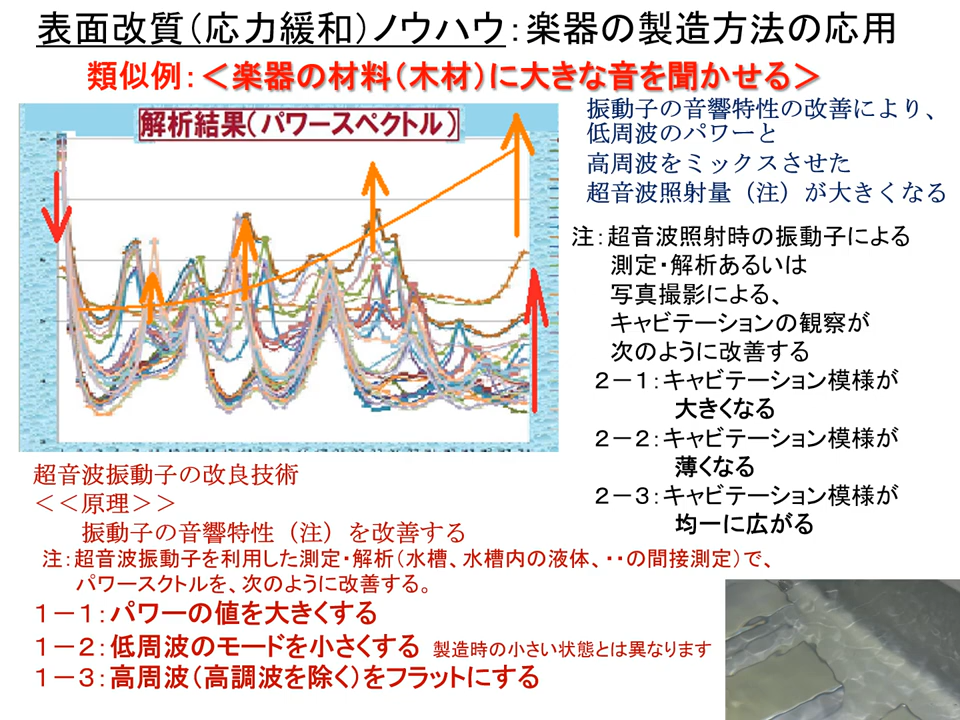 表面改質（応力緩和）ノウハウ：楽器の製造方法の応用
類似例：＜楽器の材料（木材）に大きな音を聞かせる＞
解析結果（パワースペクトル）
振動子の音響特性の改善により、
低周波のパワーと
高周波をミックスさせた
超音波照射量（注）が大きくなる
注：超音波照射時の振動子による
測定・解析あるいは
写真撮影による、
キャビテーションの観察が
次のように改善する
２－１：キャビテーション模様が
大きくなる
２－２：キャビテーション模様が
薄くなる
２－３：キャビテーション模様が
均一に広がる
超音波振動子の改良技術
＜＜原理＞＞
振動子の音響特性（注）を改善する
注：超音波振動子を利用した測定・解析（水槽、水槽内の液体、・・の間接測定）で、
パワースクトルを、次のように改善する。
１－１：パワーの値を大きくする
１－２：低周波のモードを小さくする 製造時の小さい状態とは異なります
１－３：高周波（高調波を除く）をフラットにする